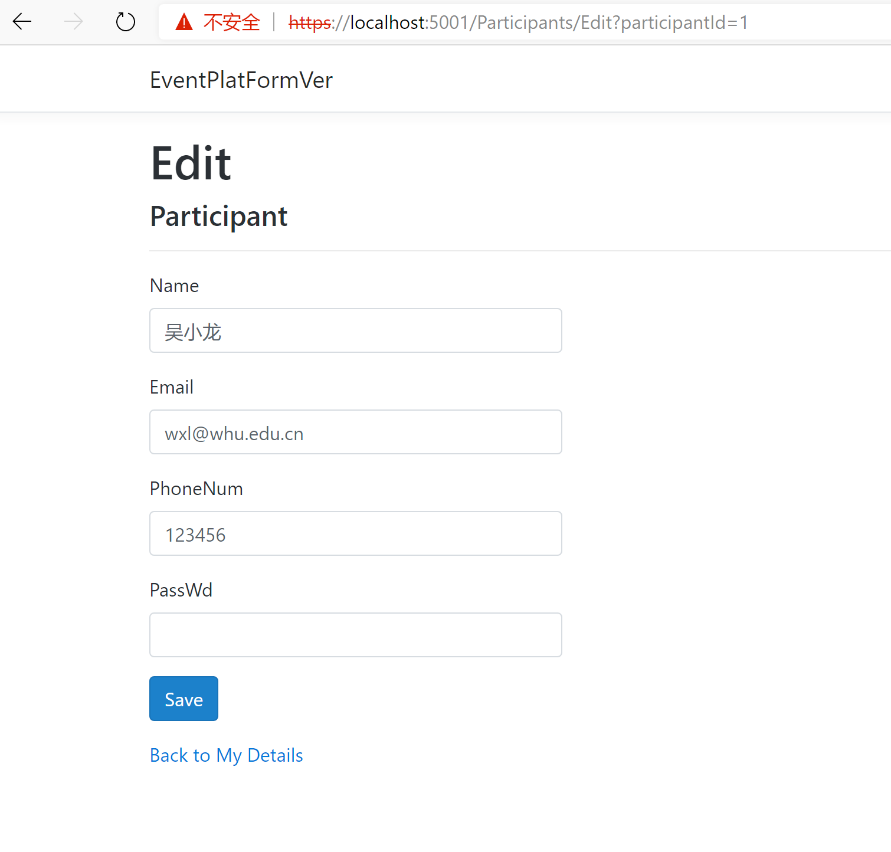 不安全 https://localhost:5001/Participants/Edit?participantId=1
EventPlatFormVer
Edit
Participant
Name
吴小龙
Email
wxl@whu.edu.cn
PhoneNum
123456
PassWd
Save
Back to My Details